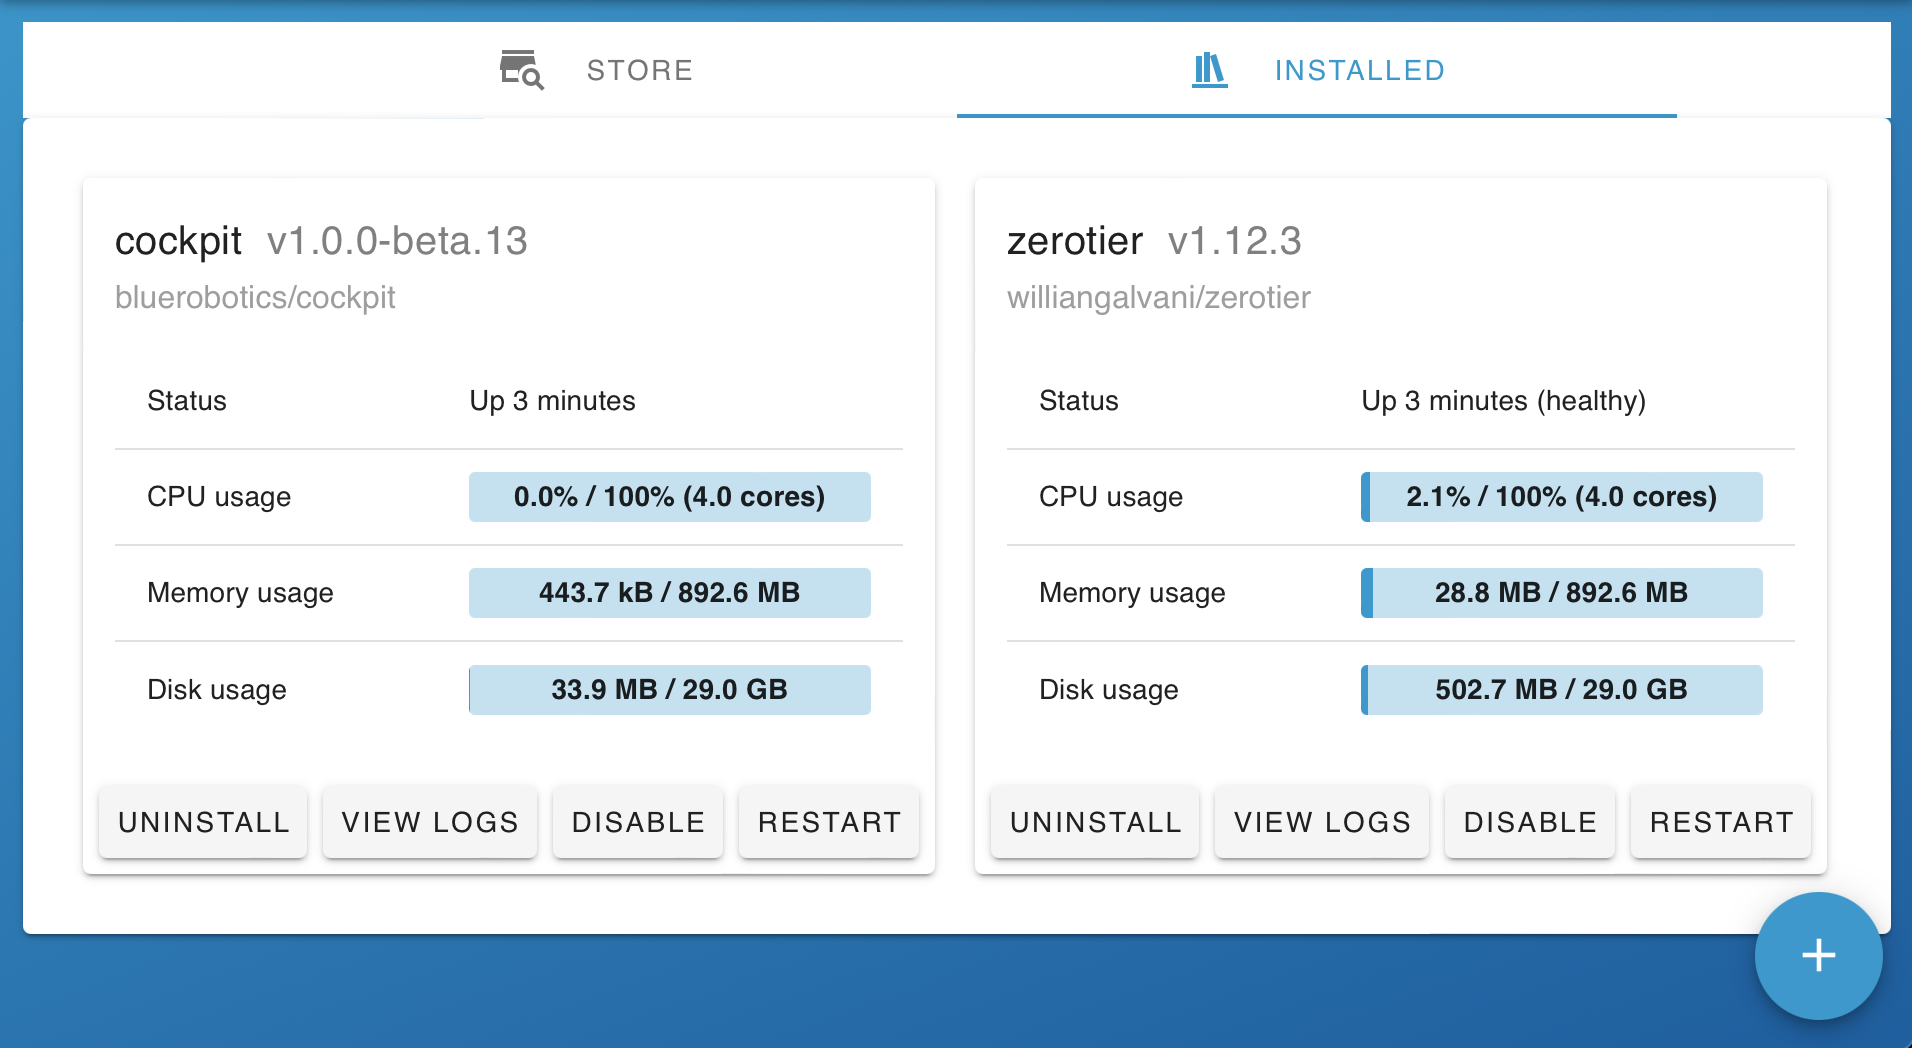 STORE
INSTALLED
cockpit v1.0.0-beta.13
bluerobotics/cockpit
Status Up 3 minutes
CPU usage 0.0% / 100% (4.0 cores)
Memory usage 443.7 kB / 892.6 MB
Disk usage 33.9 MB / 29.0 GB
UNINSTALL VIEW LOGS DISABLE RESTART
zerotier v1.12.3
williangalvani/zerotier
Status Up 3 minutes (healthy)
CPU usage 2.1% / 100% (4.0 cores)
Memory usage 28.8 MB / 892.6 MB
Disk usage 502.7 MB / 29.0 GB
UNINSTALL VIEW LOGS DISABLE RESTART
+